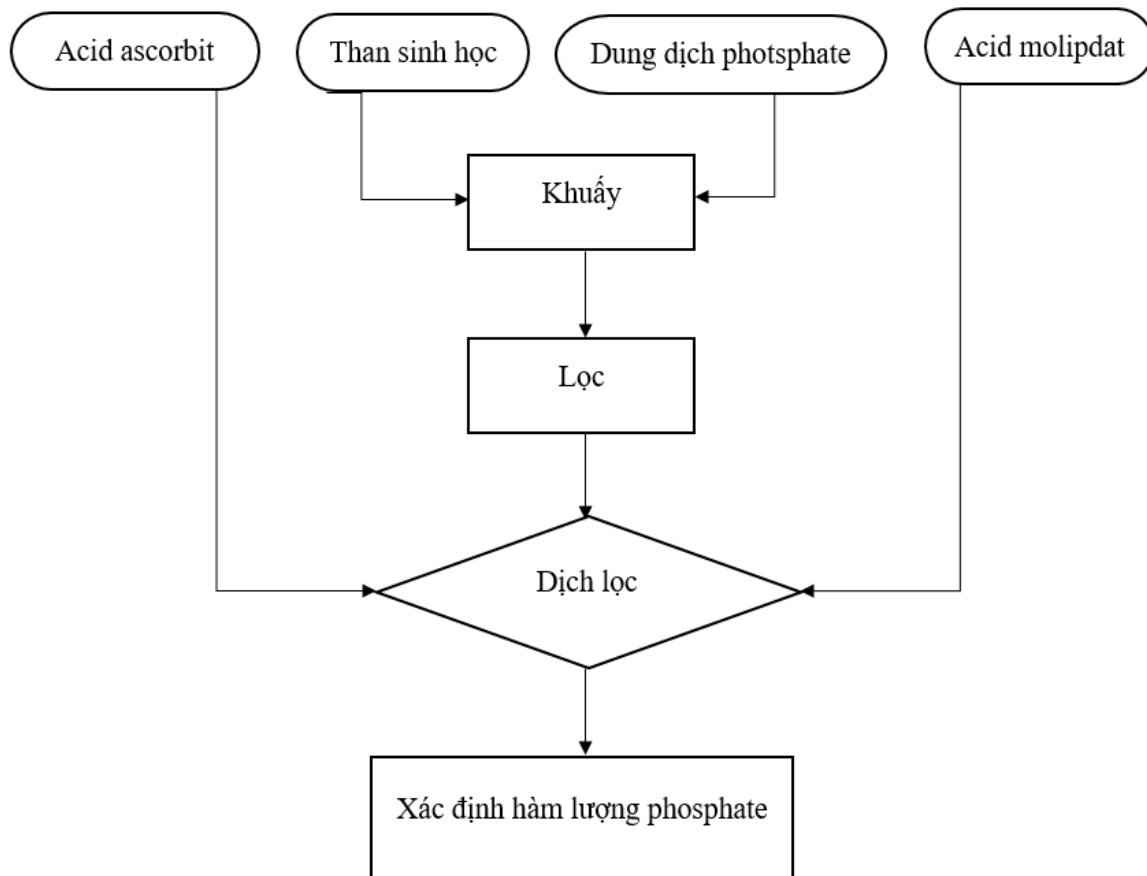 Acid ascorbit
Than sinh học
Dung dịch photsphate
Acid molipdat
Khuấy
Lọc
Dịch lọc
Xác định hàm lượng phosphate